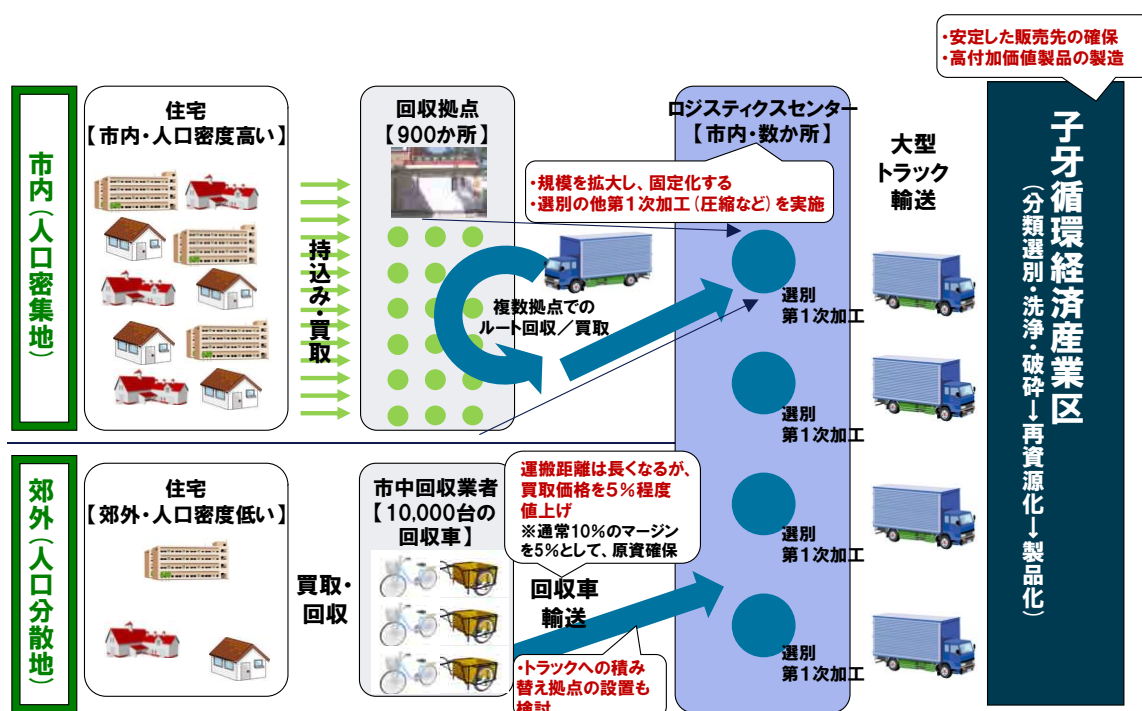 ・安定した販売先の確保
・高付加価値製品の製造
市内（人口密集地）
住宅
【市内・人口密度高い】
持込み・買取
回収拠点
【900か所】
複数拠点での
ルート回収／買取
ロジスティクスセンター
【市内・数か所】
・規模を拡大し、固定化する
・選別の他第１次加工（圧縮など）を実施
選別
第１次加工
選別
第１次加工
選別
第１次加工
選別
第１次加工
大型
トラック
輸送
子牙循環経済産業区
（分類選別・洗浄・破砕→再資源化→製品化）
郊外（人口分散地）
住宅
【郊外・人口密度低い】
買取・
回収
市中回収業者
【10,000台の
回収車】
運搬距離は長くなるが、
買取価格を５％程度
値上げ
※通常10％のマージン
を5％として、原資確保
回収車
輸送
・トラックへの積み
替え拠点の設置も
検討